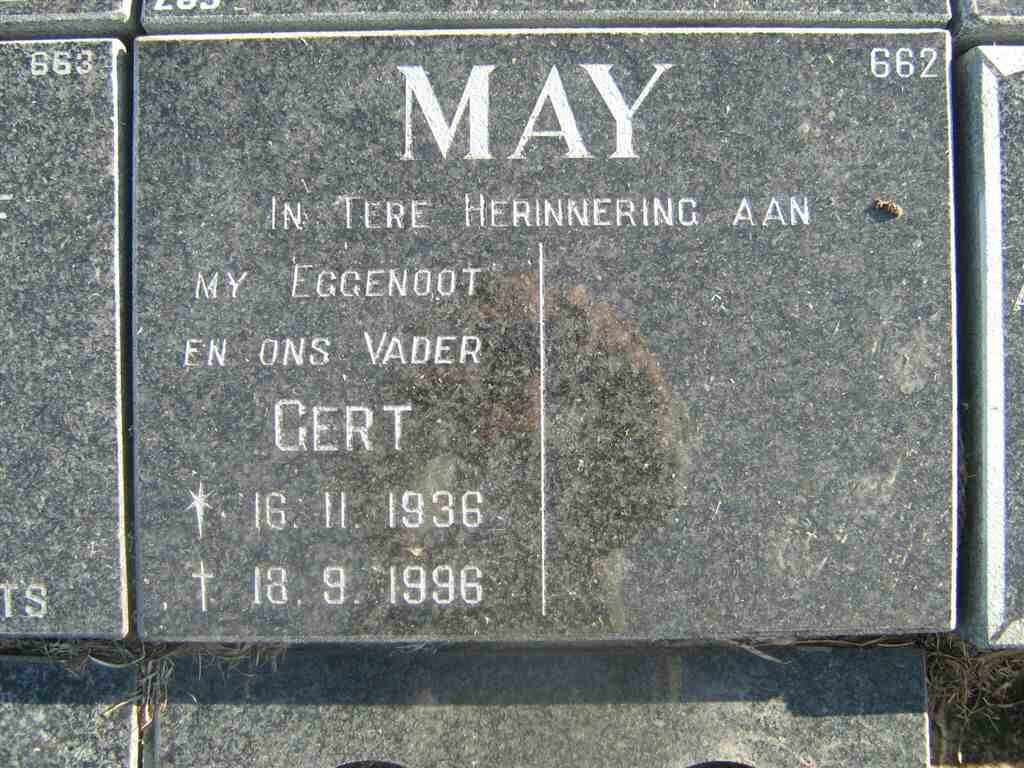 663
MAY
662
IN TERE HERINNERING AAN
MY EGGENOOT
EN ONS VADER
GERT
16. 11. 1936
† 18. 9. 1996
TS